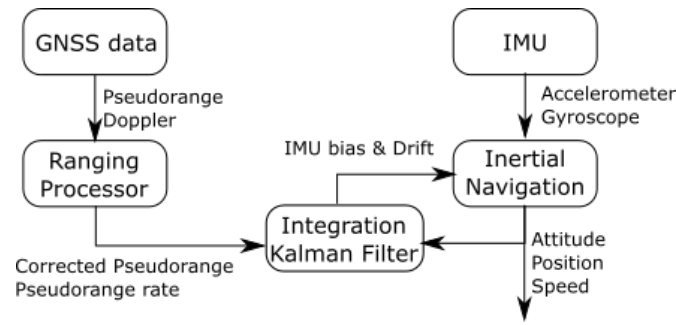 GNSS data
IMU
Pseudorange
Doppler
Accelerometer
Gyroscope
Ranging
Processor
IMU bias & Drift
Inertial
Navigation
Integration
Kalman Filter
Corrected Pseudorange
Pseudorange rate
Attitude
Position
Speed